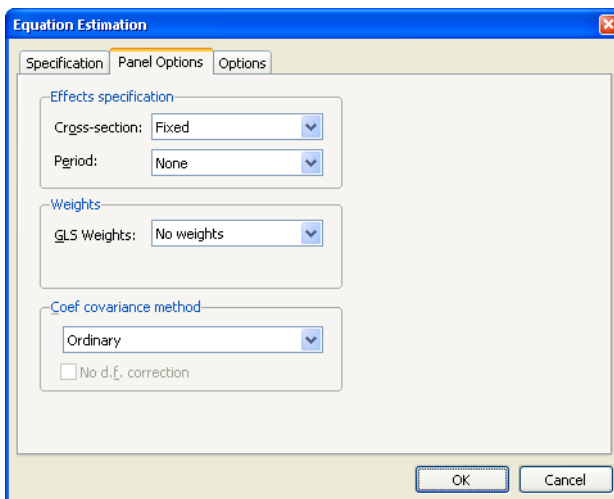 Equation Estimation
Specification Panel Options Options
Effects specification
Cross-section: Fixed
Period: None
Weights
GLS Weights: No weights
Coef covariance method
Ordinary
No d.f. correction
OK Cancel